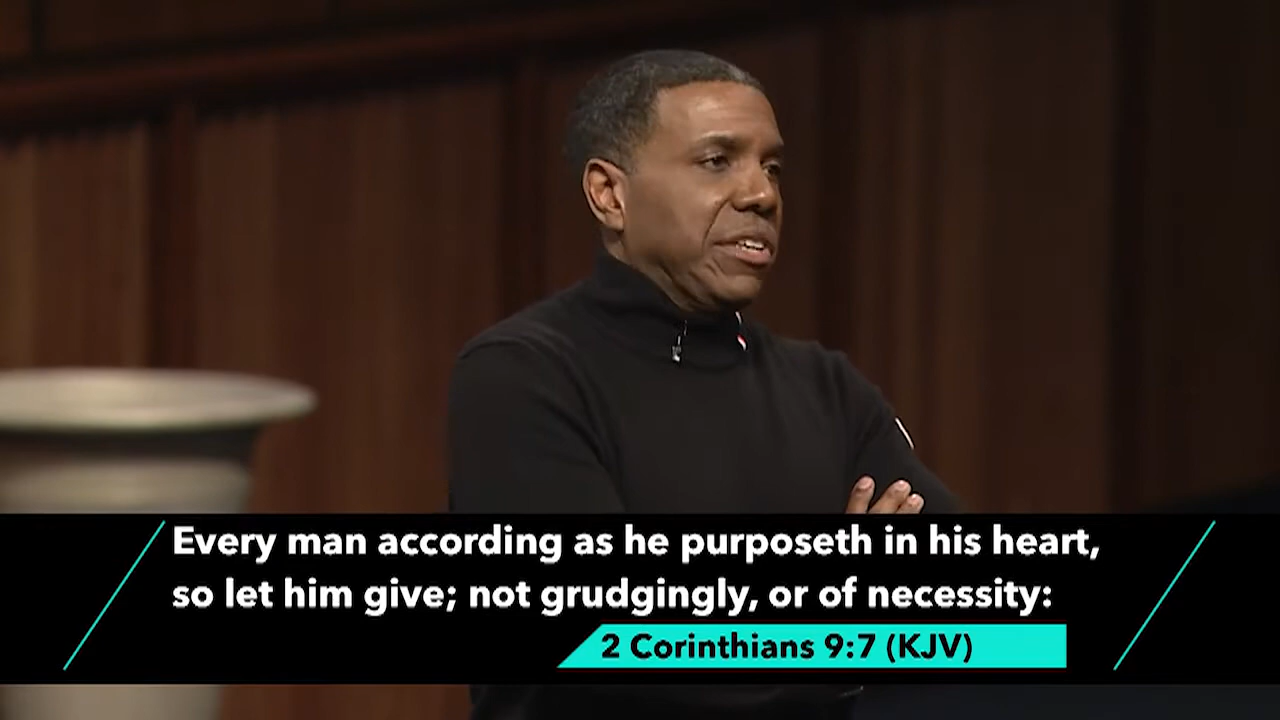 Every man according as he purposeth in his heart,
so let him give; not grudgingly, or of necessity:
2 Corinthians 9:7 (KJV)